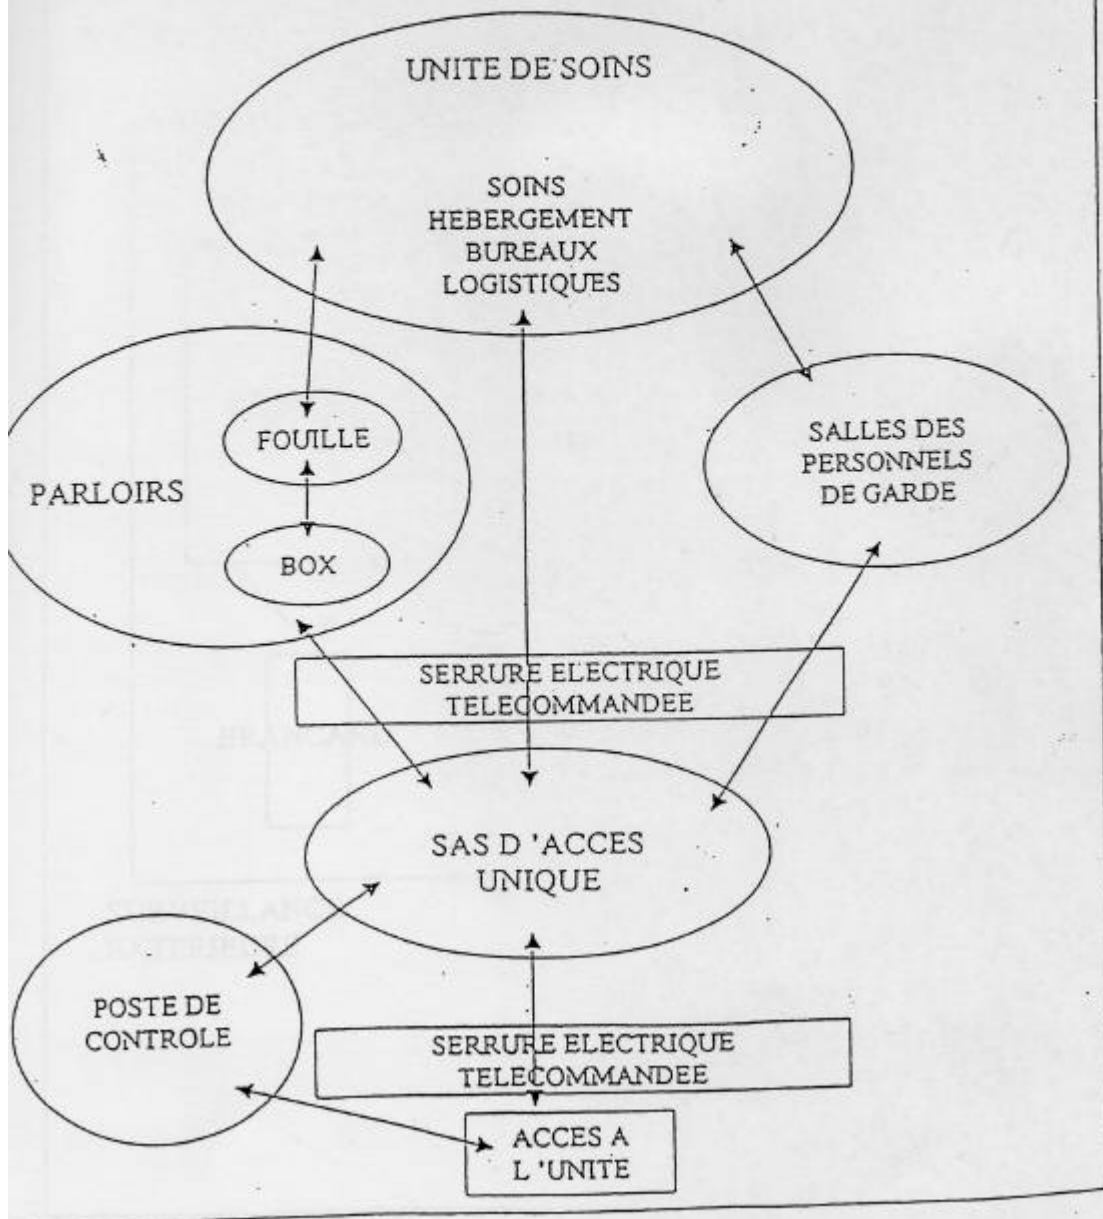 UNITE DE SOINS
SOINS
HEBERGEMENT
BUREAUX
LOGISTIQUES
FOUILLE
PARLOIRS
BOX
SALLES DES
PERSONNELS
DE GARDE
SERRURE ELECTRIQUE
TELECOMMANDEE
SAS D 'ACCES
UNIQUE
POSTE DE
CONTROLE
SERRURE ELECTRIQUE
TELECOMMANDEE
ACCES A
L 'UNITE